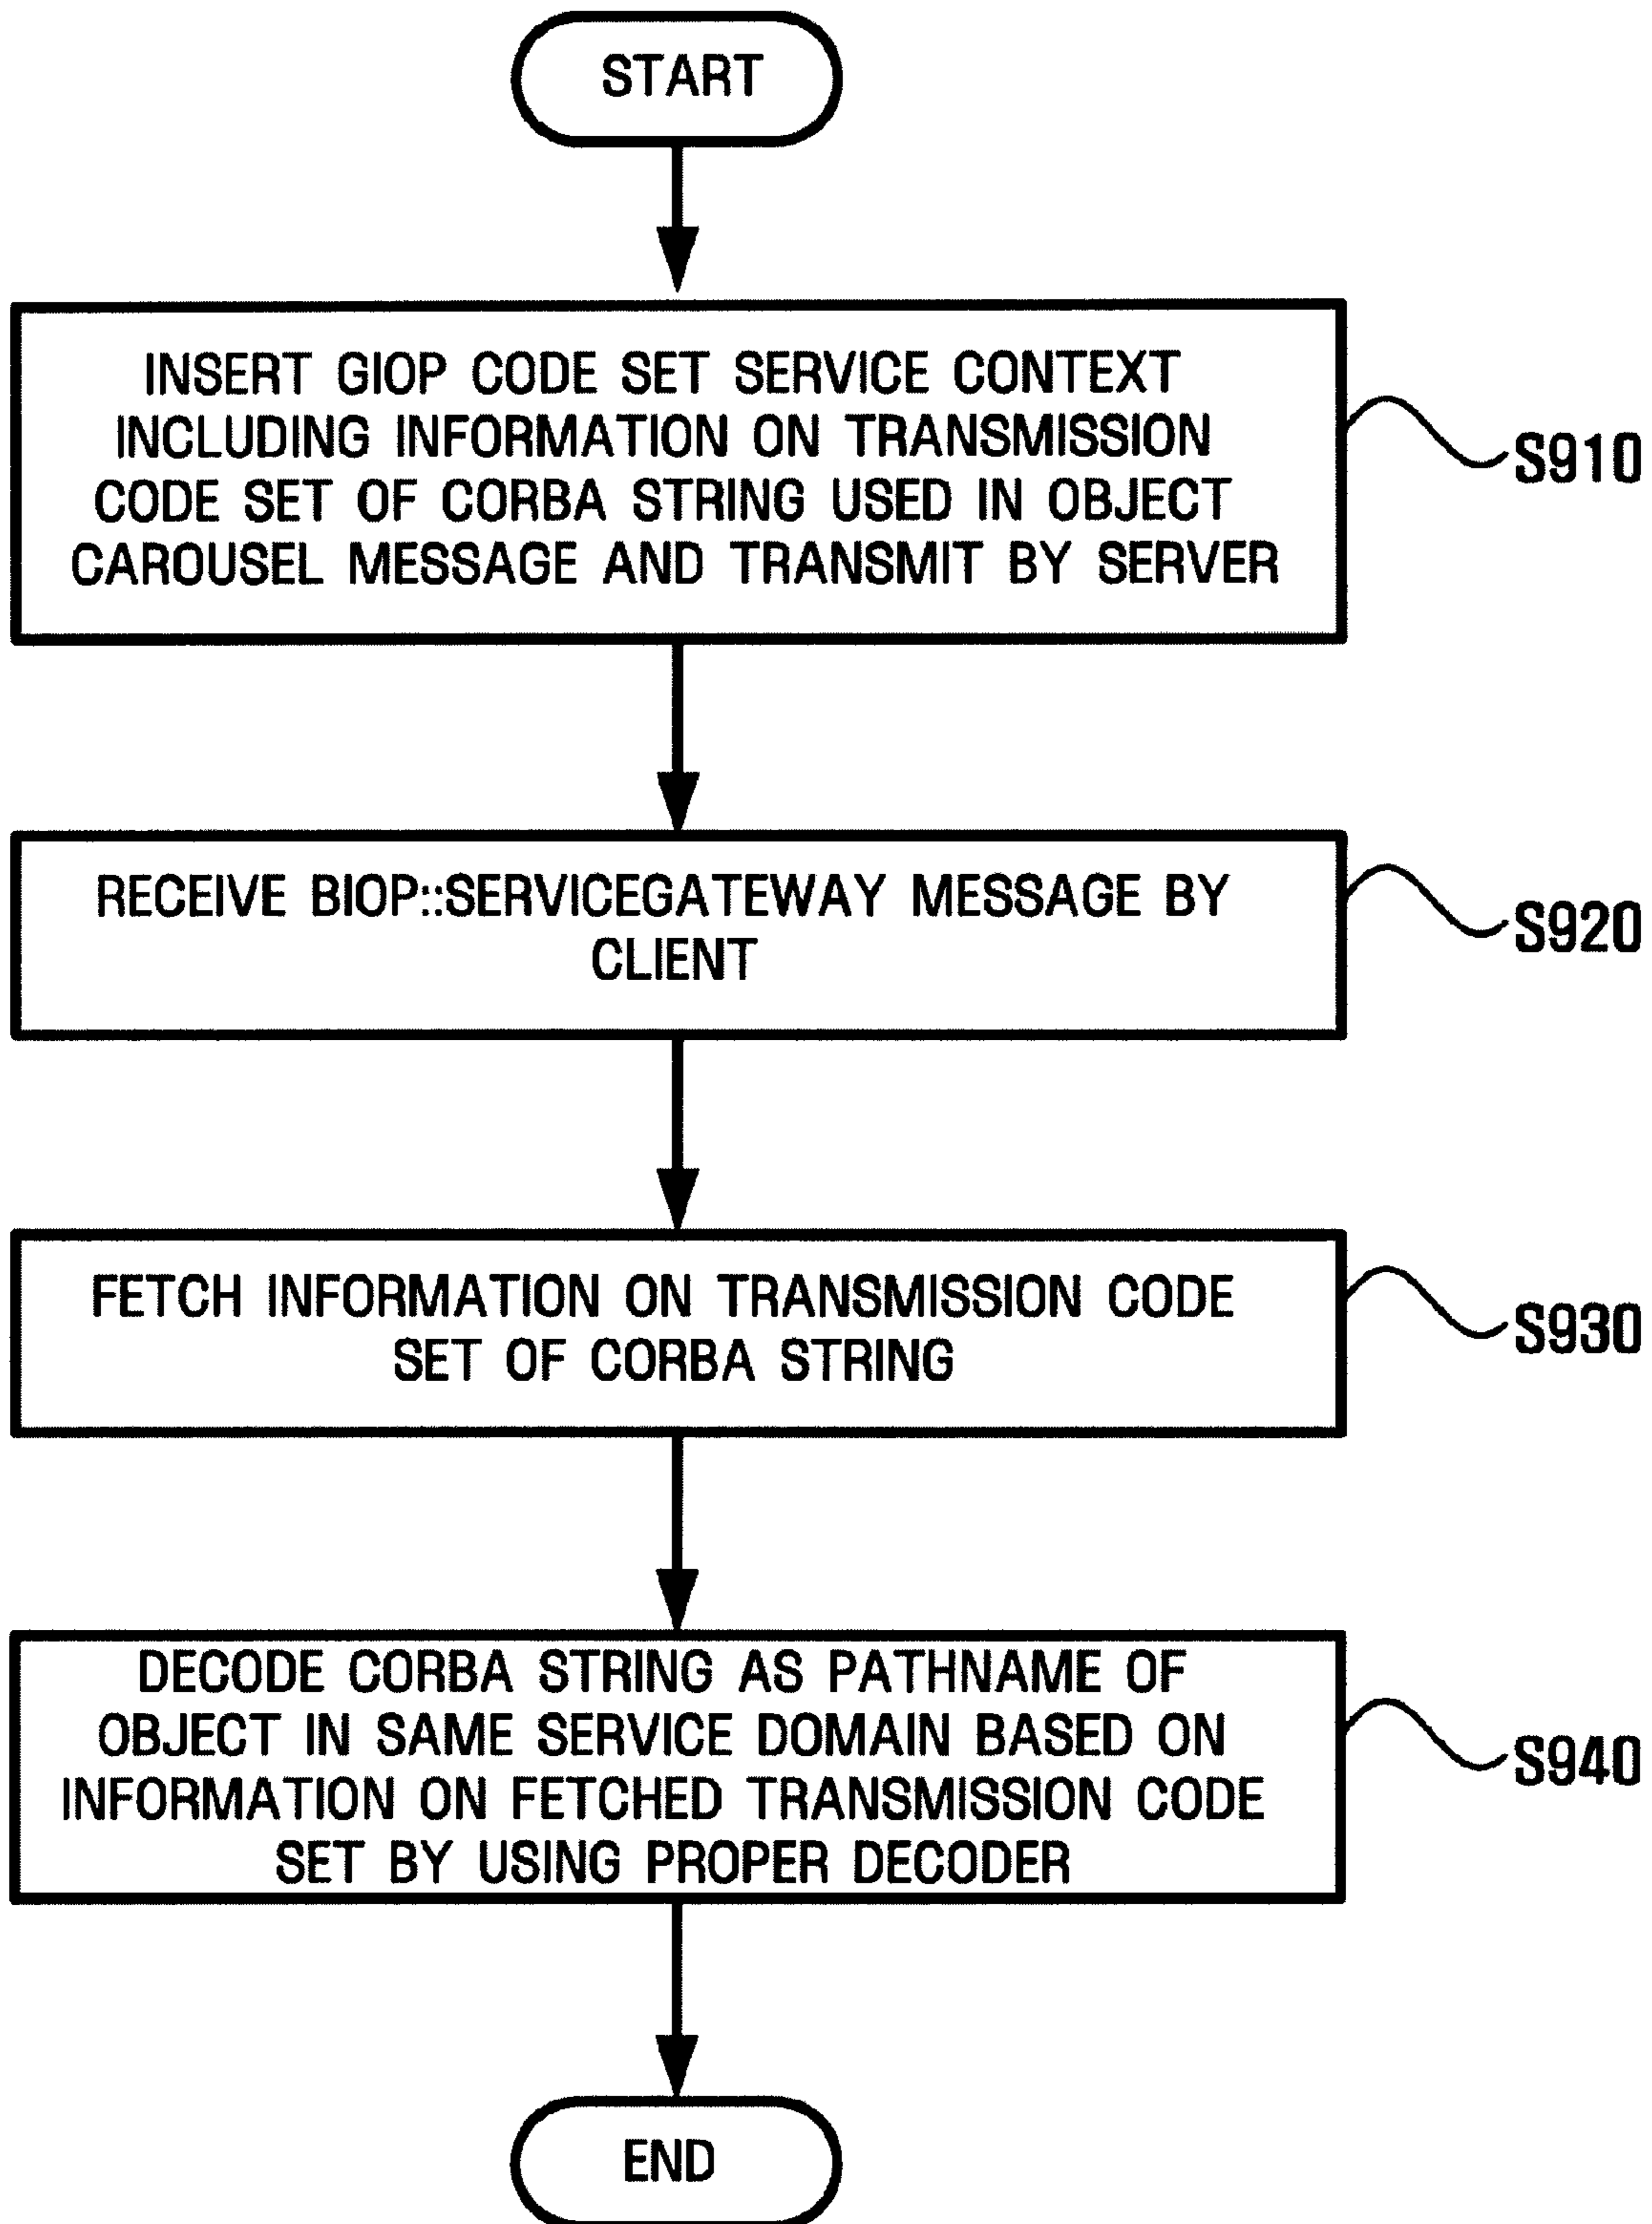 START
INSERT GIOP CODE SET SERVICE CONTEXT
INCLUDING INFORMATION ON TRANSMISSION
CODE SET OF CORBA STRING USED IN OBJECT
CAROUSEL MESSAGE AND TRANSMIT BY SERVER
S910
RECEIVE BIOP::SERVICEGATEWAY MESSAGE BY
CLIENT
S920
FETCH INFORMATION ON TRANSMISSION CODE
SET OF CORBA STRING
S930
DECODE CORBA STRING AS PATHNAME OF
OBJECT IN SAME SERVICE DOMAIN BASED ON
INFORMATION ON FETCHED TRANSMISSION CODE
SET BY USING PROPER DECODER
S940
END